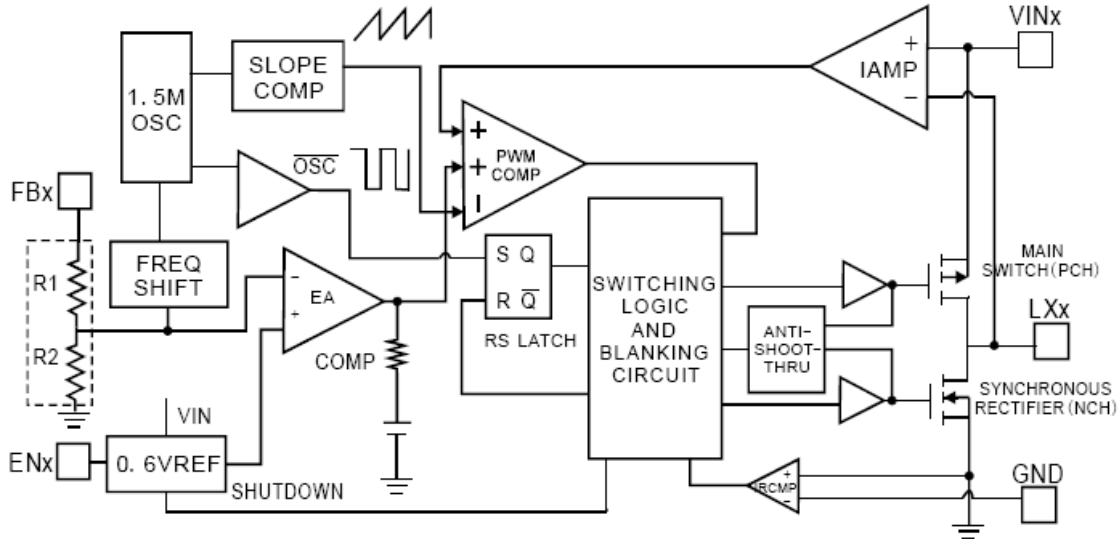 VINx
IAMP
+
−
1.5M
OSC
SLOPE
COMP
OSC
+
+
−
PWM
COMP
FBx
R1
R2
FREQ
SHIFT
−
+
EA
COMP
S Q
R Q
RS LATCH
SWITCHING
LOGIC
AND
BLANKING
CIRCUIT
ANTI-
SHOOT-
THRU
MAIN
SWITCH(PCH)
LXx
SYNCHRONOUS
RECTIFIER(NCH)
VIN
ENx
0.6VREF
SHUTDOWN
+
IRCMP
−
GND